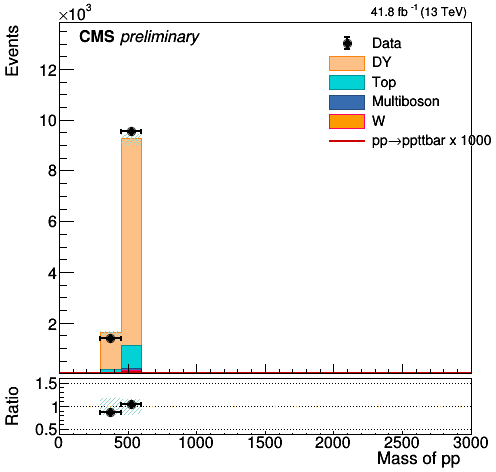 ×10³
41.8 fb⁻¹ (13 TeV)
Events
CMS preliminary
Data
DY
Top
Multiboson
W
pp→ppttbar x 1000
12
10
8
6
4
2
Ratio
1.5
1
0.5
0 500 1000 1500 2000 2500 3000
Mass of pp